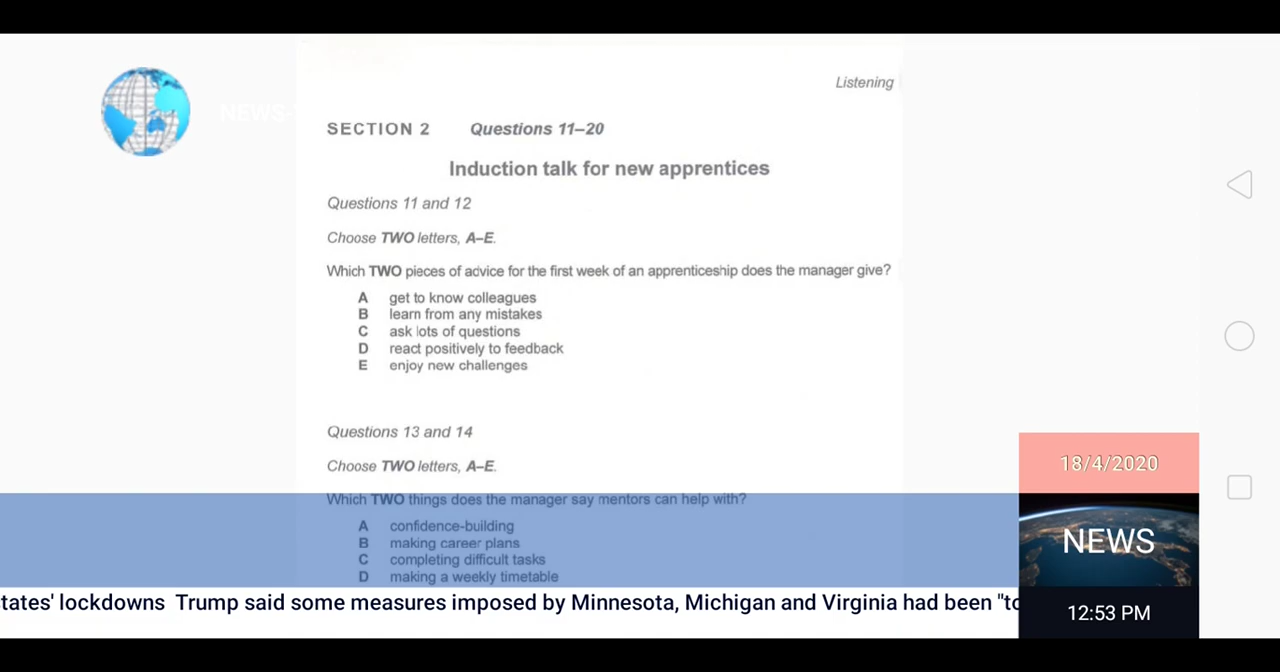 Listening
NEWS
SECTION 2 Questions 11–20
Induction talk for new apprentices
Questions 11 and 12
Choose TWO letters, A–E.
Which TWO pieces of advice for the first week of an apprenticeship does the manager give?
A get to know colleagues
B learn from any mistakes
C ask lots of questions
D react positively to feedback
E enjoy new challenges
Questions 13 and 14
Choose TWO letters, A–E.
Which TWO things does the manager say mentors can help with?
A confidence-building
B making career plans
C completing difficult tasks
D making a weekly timetable
18/4/2020
NEWS
tates' lockdowns Trump said some measures imposed by Minnesota, Michigan and Virginia had been "to
12:53 PM